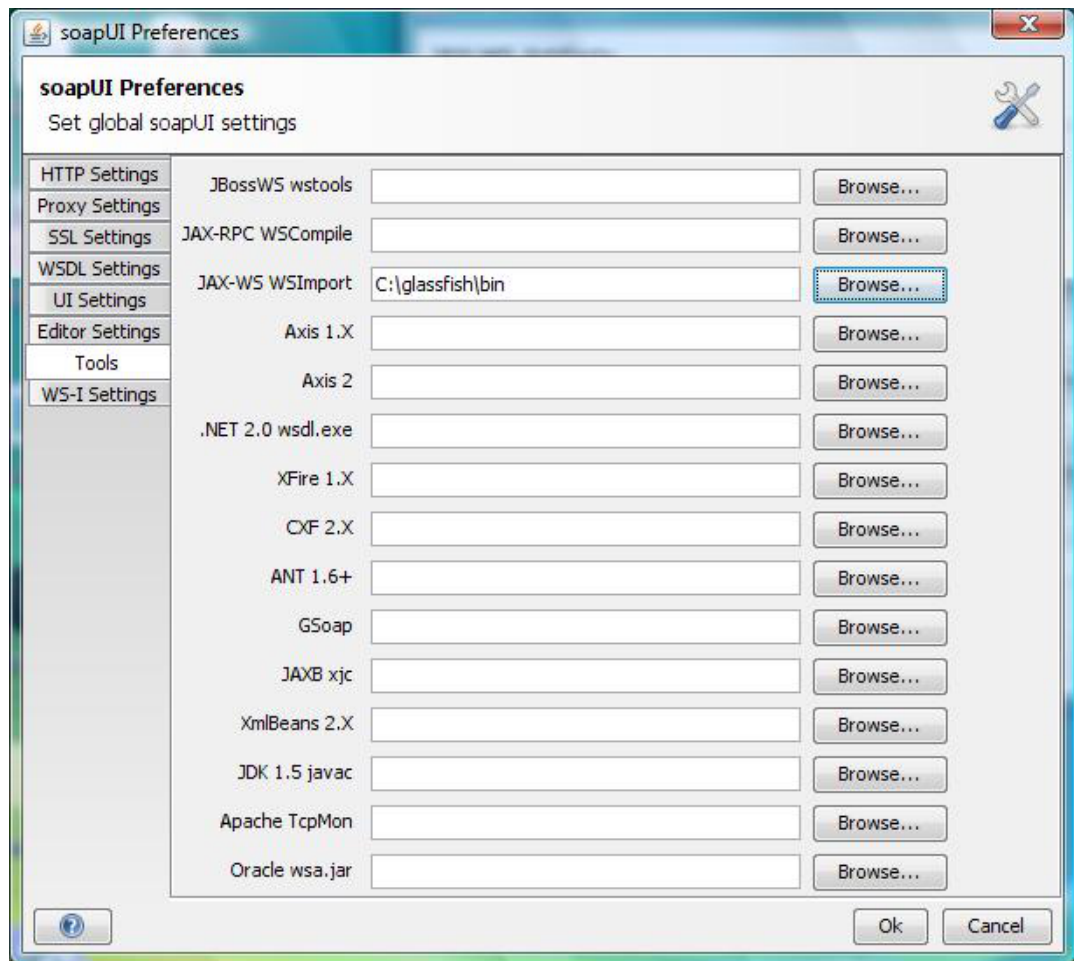 soapUI Preferences
soapUI Preferences
Set global soapUI settings
HTTP Settings
Proxy Settings
SSL Settings
WSDL Settings
UI Settings
Editor Settings
Tools
WS-I Settings
JBossWS wstools Browse...
JAX-RPC WSCompile Browse...
JAX-WS WSImport C:\glassfish\bin Browse...
Axis 1.X Browse...
Axis 2 Browse...
.NET 2.0 wsdl.exe Browse...
XFire 1.X Browse...
CXF 2.X Browse...
ANT 1.6+ Browse...
GSoap Browse...
JAXB xjc Browse...
XmlBeans 2.X Browse...
JDK 1.5 javac Browse...
Apache TcpMon Browse...
Oracle wsa.jar Browse...
Ok Cancel